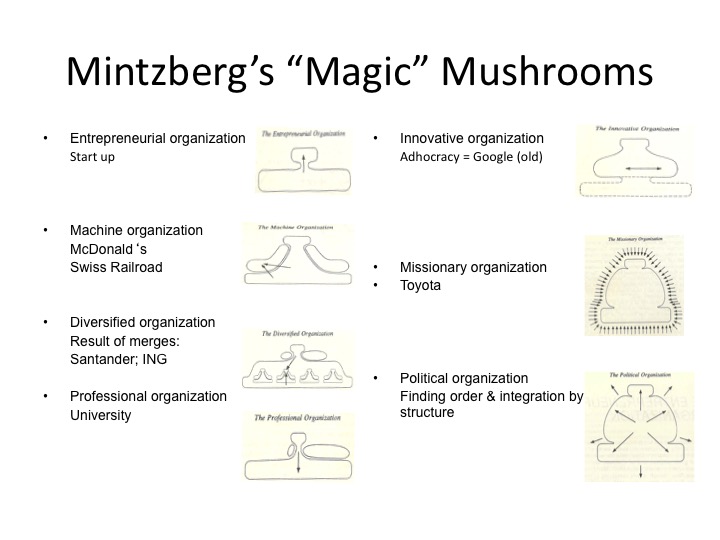 Mintzberg’s “Magic” Mushrooms
• Entrepreneurial organization
Start up
The Entrepreneurial Organization
• Machine organization
McDonald‘s
Swiss Railroad
The Machine Organization
• Diversified organization
Result of merges:
Santander; ING
The Diversified Organization
• Professional organization
University
The Professional Organization
• Innovative organization
Adhocracy = Google (old)
The Innovative Organization
• Missionary organization
• Toyota
The Missionary Organization
• Political organization
Finding order & integration by
structure
The Political Organization